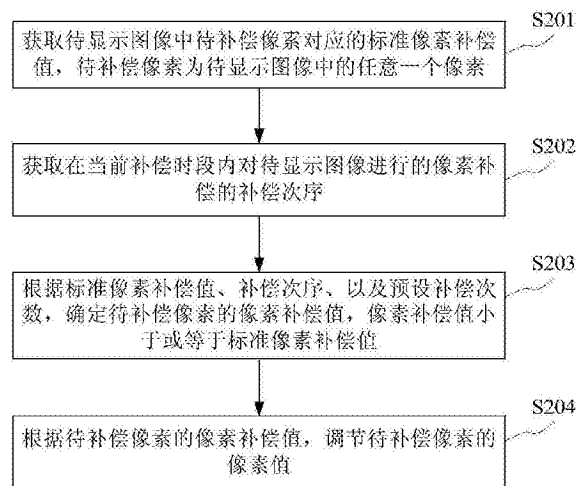 S201
获取待显示图像中待补偿像素对应的标准像素补偿
值，待补偿像素为待显示图像中的任意一个像素
S202
获取在当前补偿时段内对待显示图像进行的像素补
偿的补偿次序
S203
根据标准像素补偿值、补偿次序、以及预设补偿次
数，确定待补偿像素的像素补偿值，像素补偿值小
于或等于标准像素补偿值
S204
根据待补偿像素的像素补偿值，调节待补偿像素的
像素值